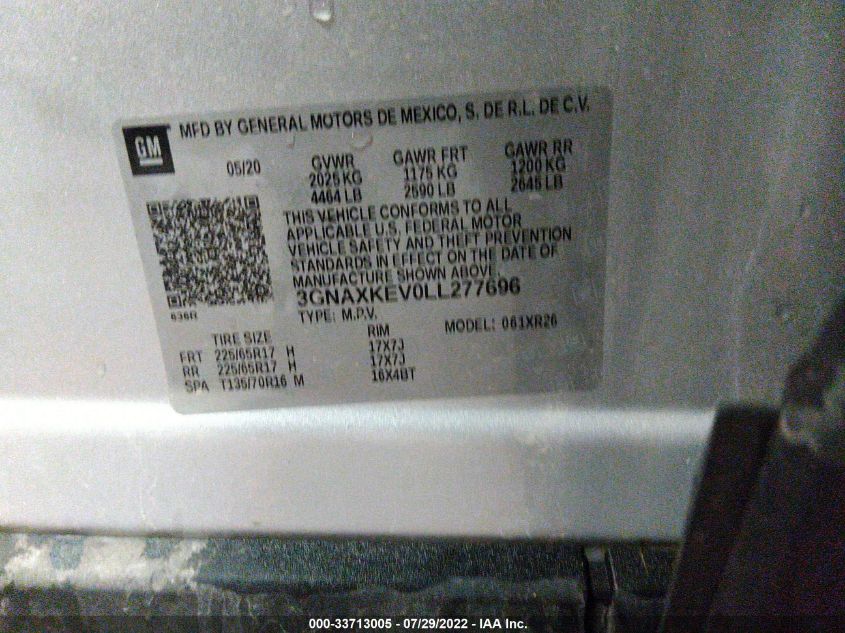 GM
MFD BY GENERAL MOTORS DE MEXICO, S. DE R.L. DE C.V.
05/20 GVWR GAWR FRT GAWR RR
2025 KG 1175 KG 1200 KG
4464 LB 2590 LB 2645 LB
THIS VEHICLE CONFORMS TO ALL
APPLICABLE U.S. FEDERAL MOTOR
VEHICLE SAFETY AND THEFT PREVENTION
STANDARDS IN EFFECT ON THE DATE OF
MANUFACTURE SHOWN ABOVE.
3GNAXKEV0LL277696
TYPE: M.P.V. MODEL: 061XR26
TIRE SIZE RIM
FRT 225/65R17 H 17X7J
RR 225/65R17 H 17X7J
SPA T135/70R16 M 16X4BT
000-33713005 - 07/29/2022 - IAA Inc.